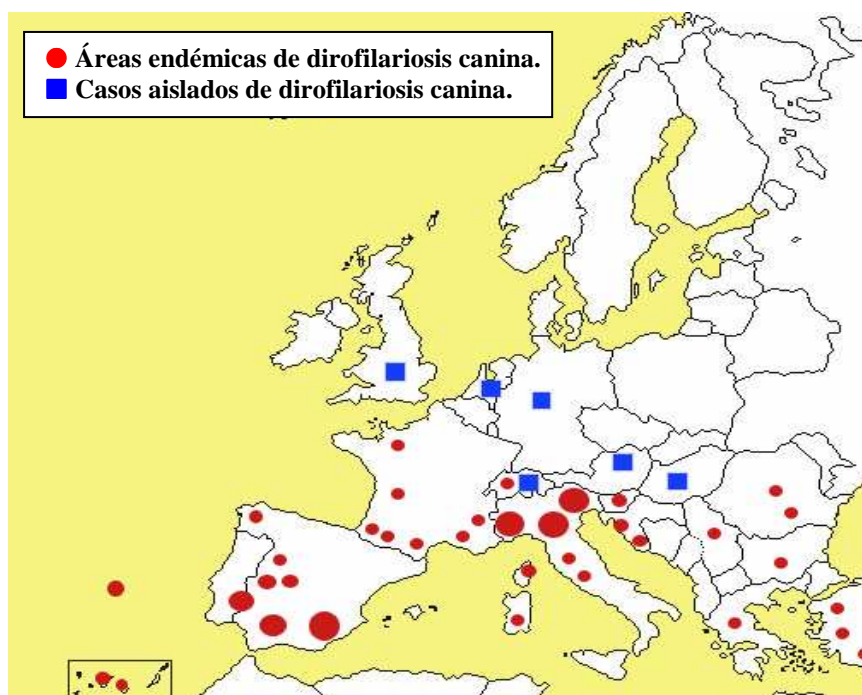 Áreas endémicas de dirofilariosis canina.
Casos aislados de dirofilariosis canina.